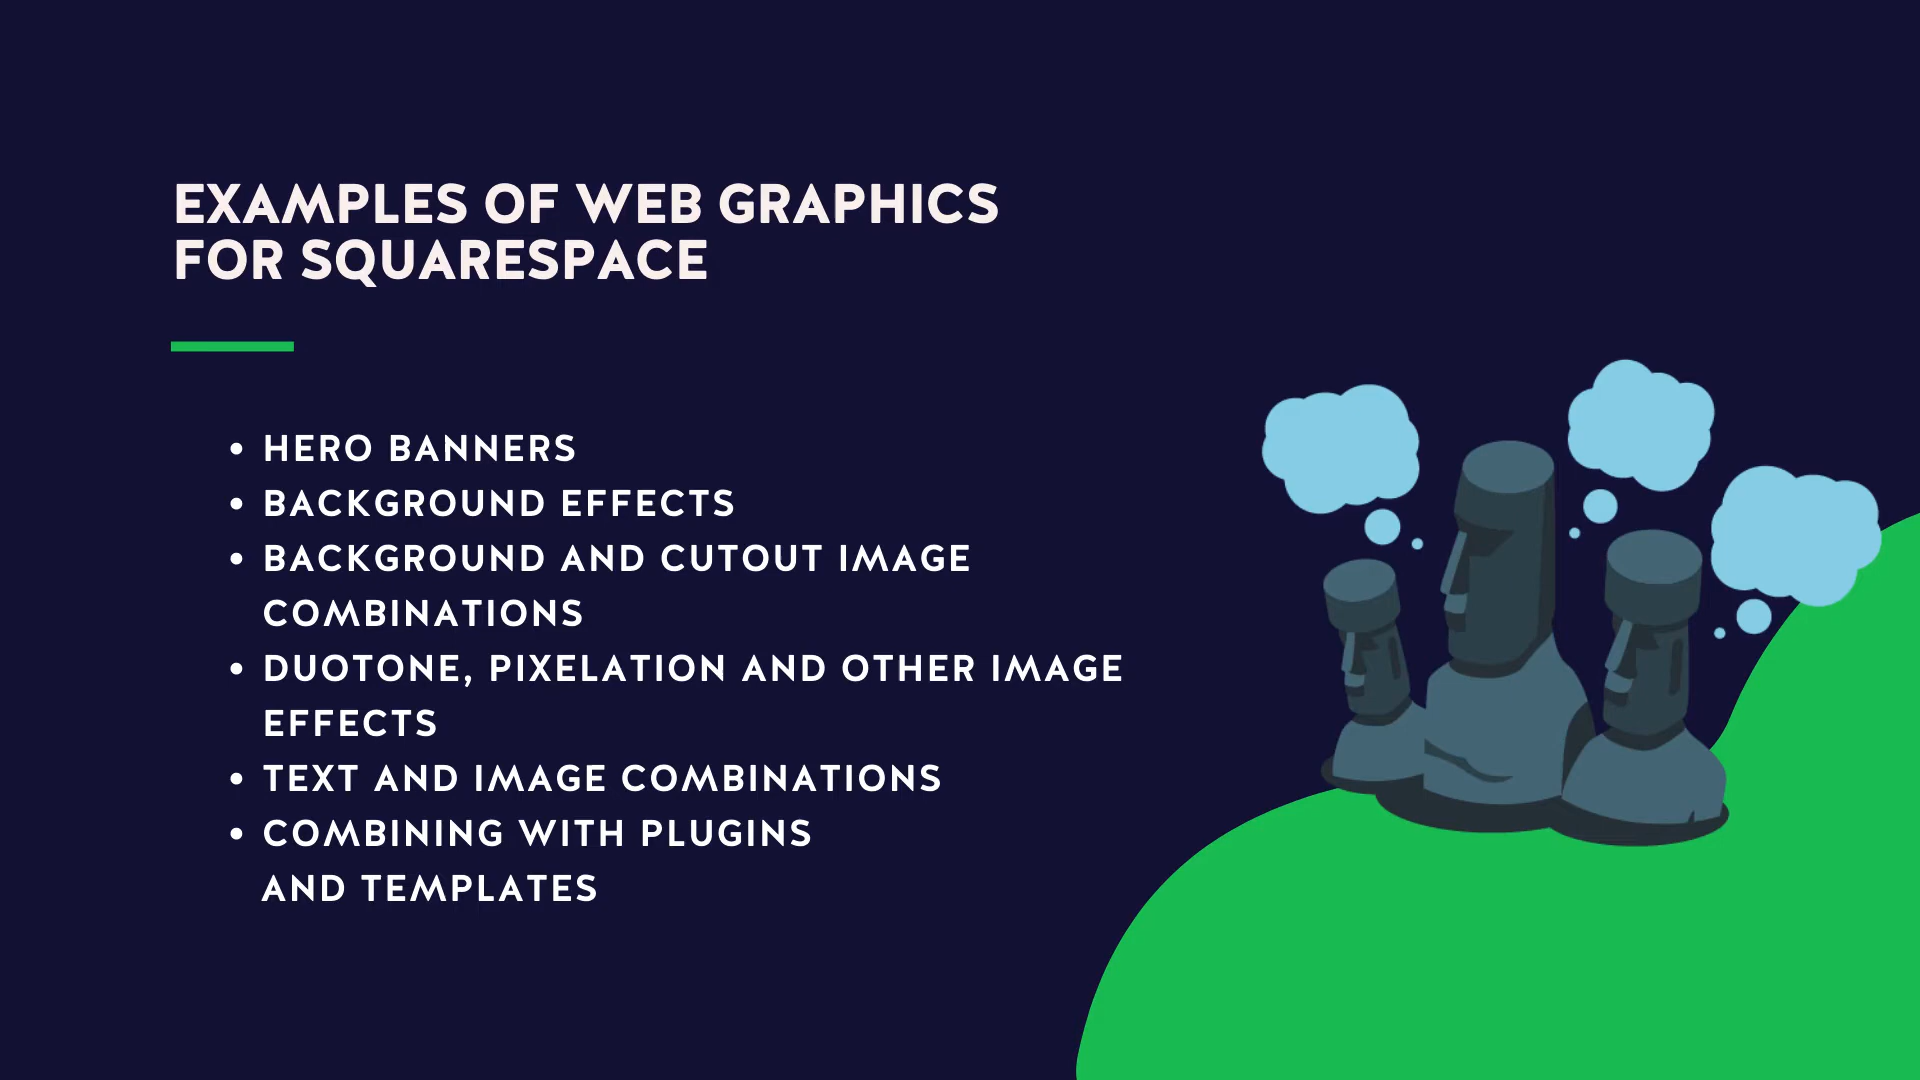 EXAMPLES OF WEB GRAPHICS
FOR SQUARESPACE
• HERO BANNERS
• BACKGROUND EFFECTS
• BACKGROUND AND CUTOUT IMAGE
COMBINATIONS
• DUOTONE, PIXELATION AND OTHER IMAGE
EFFECTS
• TEXT AND IMAGE COMBINATIONS
• COMBINING WITH PLUGINS
AND TEMPLATES